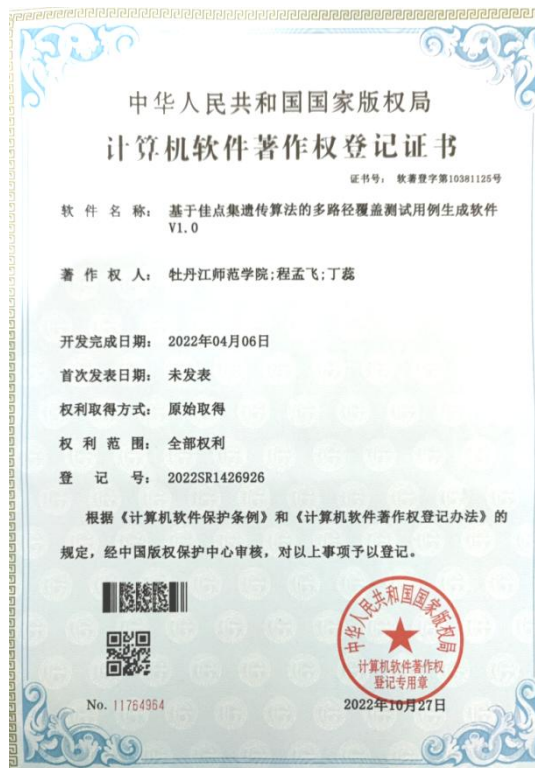 中华人民共和国国家版权局
计算机软件著作权登记证书
证书号： 软著登字第10381125号
软件名称： 基于佳点集遗传算法的多路径覆盖测试用例生成软件
V1.0
著作权人： 牡丹江师范学院;程孟飞;丁蕊
开发完成日期： 2022年04月06日
首次发表日期： 未发表
权利取得方式： 原始取得
权利范围： 全部权利
登记号： 2022SR1426926
根据《计算机软件保护条例》和《计算机软件著作权登记办法》的
规定，经中国版权保护中心审核，对以上事项予以登记。
中华人民共和国国家版权局
计算机软件著作权
登记专用章
No. 11764964
2022年10月27日